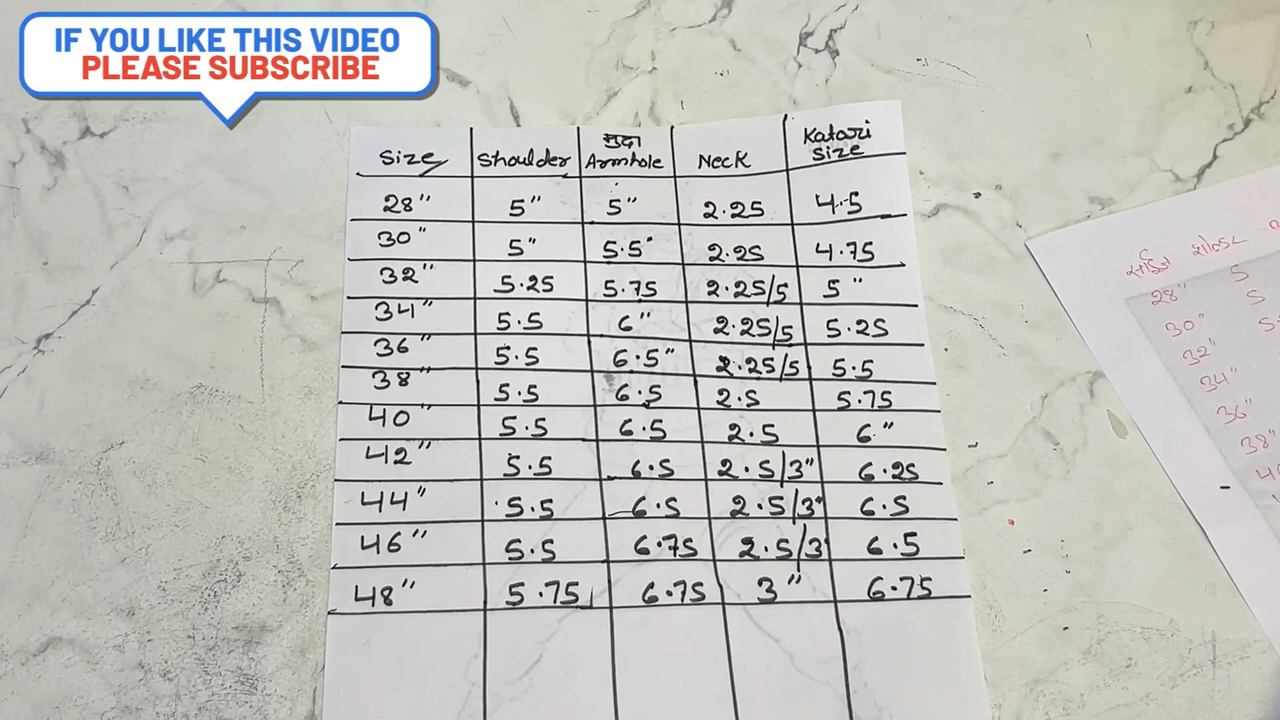 IF YOU LIKE THIS VIDEO
PLEASE SUBSCRIBE
Size Shoulder मुंढा Armhole Neck Katori size
28" 5" 5" 2.25 4.5
30" 5" 5.5" 2.25 4.75
32" 5.25 5.75 2.25/5 5"
34" 5.5 6" 2.25/5 5.25
36" 5.5 6.5" 2.25/5 5.5
38" 5.5 6.5 2.5 5.75
40" 5.5 6.5 2.5 6"
42" 5.5 6.5 2.5/3" 6.25
44" 5.5 6.5 2.5/3" 6.5
46" 5.5 6.75 2.5/3 6.5
48" 5.75 6.75 3" 6.75
साईज शोल्डर
28" 5
30" 5
32"
34"
36"
38"